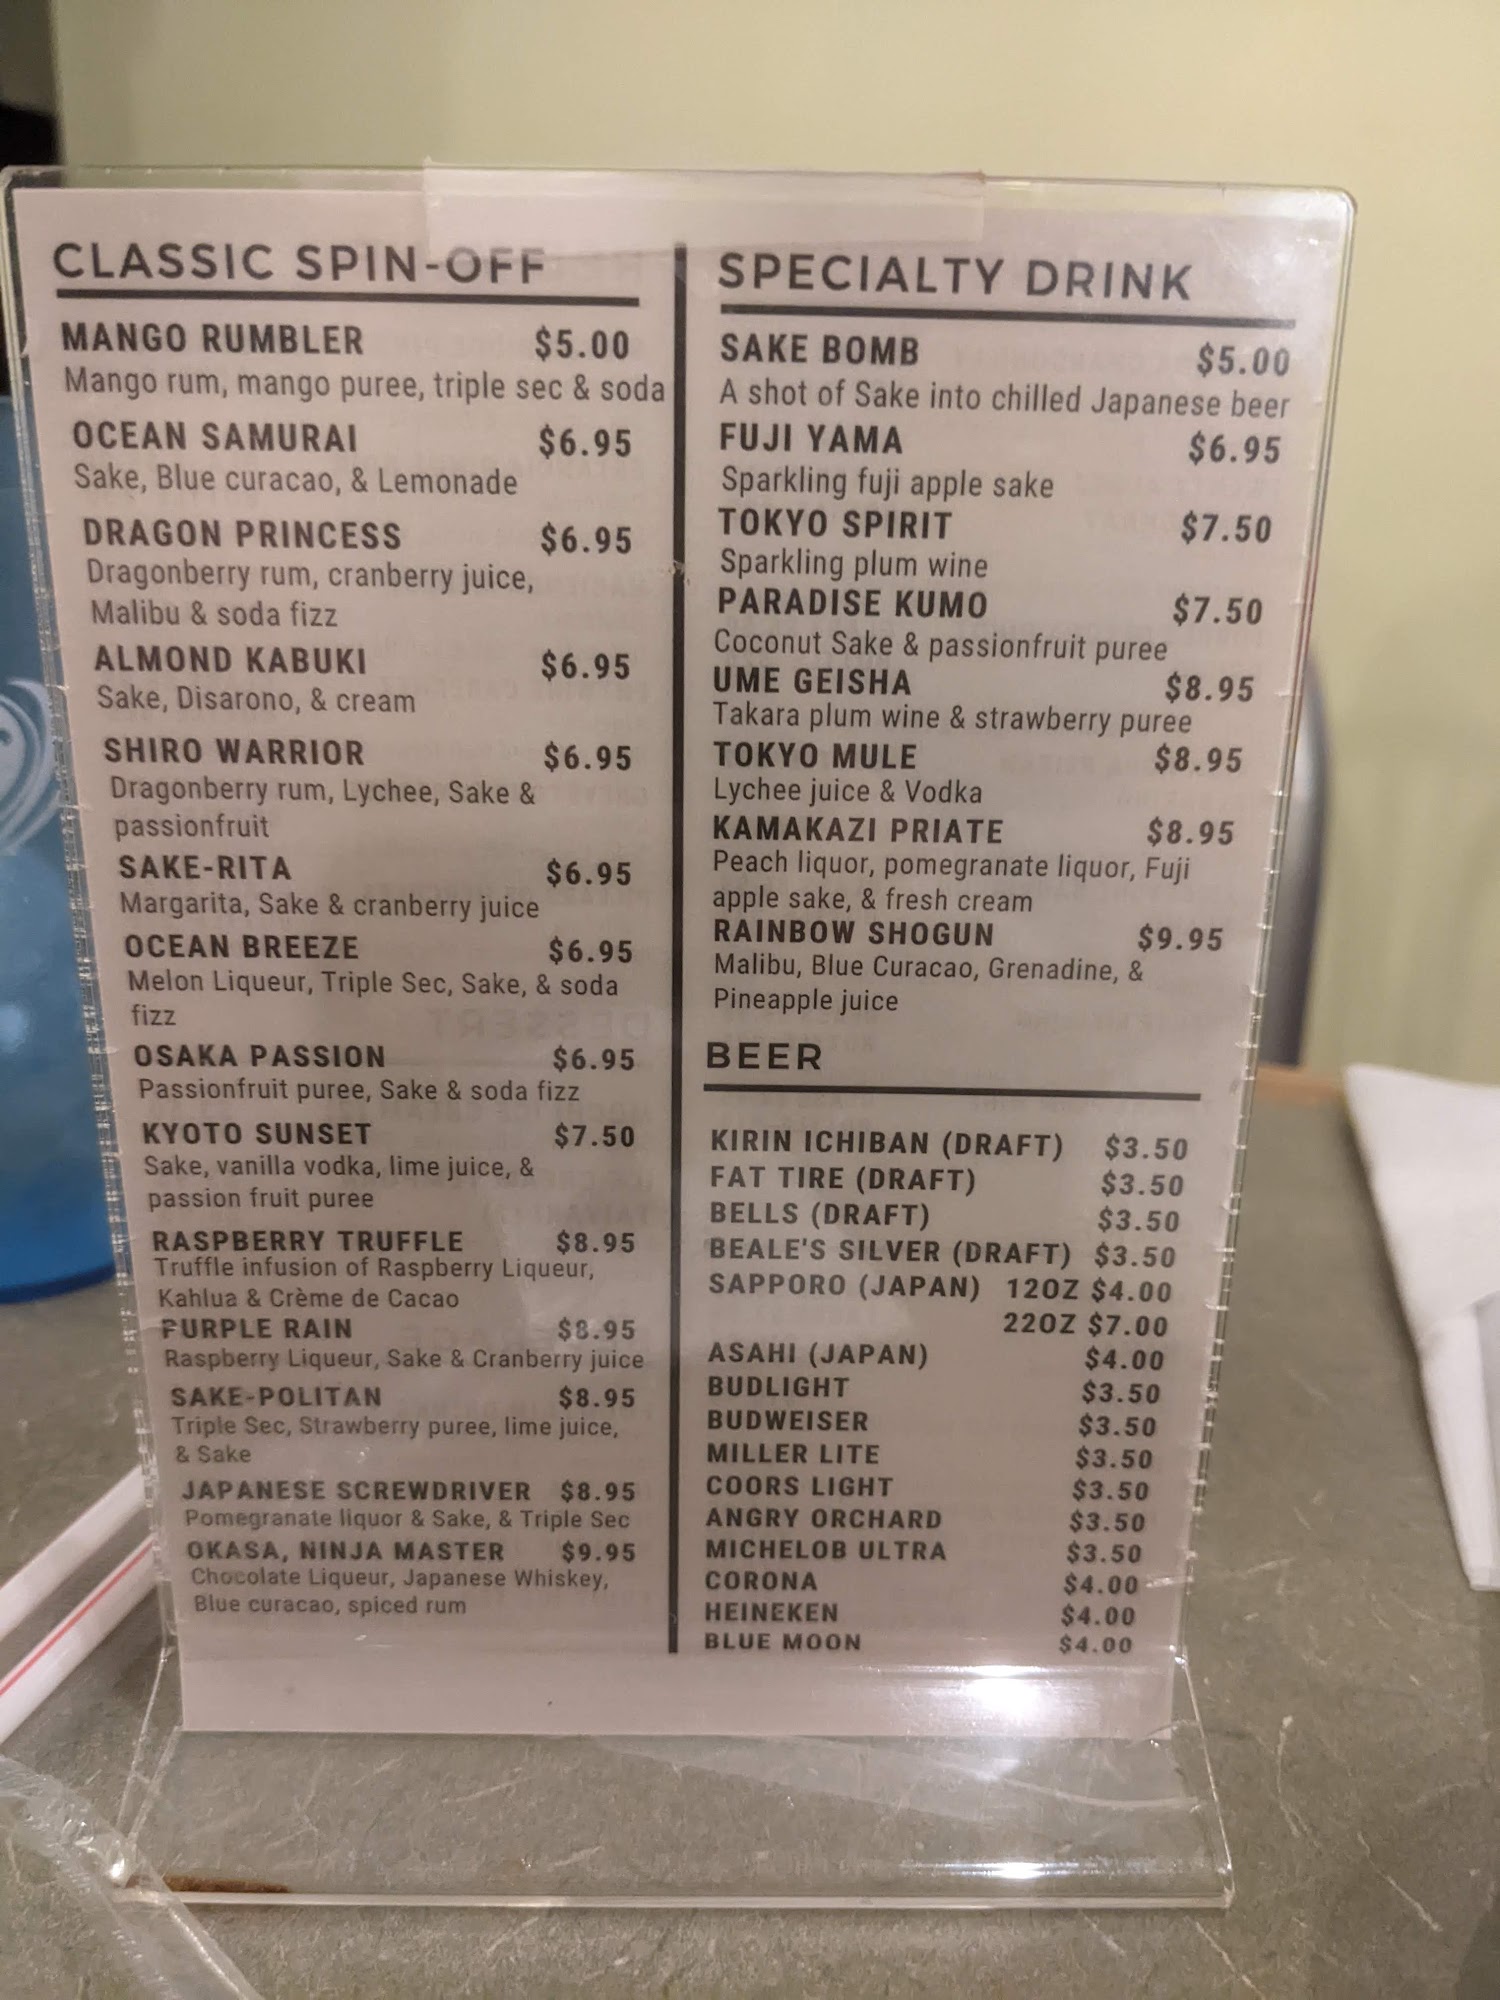 CLASSIC SPIN-OFF
MANGO RUMBLER $5.00
Mango rum, mango puree, triple sec & soda
OCEAN SAMURAI $6.95
Sake, Blue curacao, & Lemonade
DRAGON PRINCESS $6.95
Dragonberry rum, cranberry juice,
Malibu & soda fizz
ALMOND KABUKI $6.95
Sake, Disarono, & cream
SHIRO WARRIOR $6.95
Dragonberry rum, Lychee, Sake &
passionfruit
SAKE-RITA $6.95
Margarita, Sake & cranberry juice
OCEAN BREEZE $6.95
Melon Liqueur, Triple Sec, Sake, & soda
fizz
OSAKA PASSION $6.95
Passionfruit puree, Sake & soda fizz
KYOTO SUNSET $7.50
Sake, vanilla vodka, lime juice, &
passion fruit puree
RASPBERRY TRUFFLE $8.95
Truffle infusion of Raspberry Liqueur,
Kahlua & Crème de Cacao
PURPLE RAIN $8.95
Raspberry Liqueur, Sake & Cranberry juice
SAKE-POLITAN $8.95
Triple Sec, Strawberry puree, lime juice,
& Sake
JAPANESE SCREWDRIVER $8.95
Pomegranate liquor & Sake, & Triple Sec
OKASA, NINJA MASTER $9.95
Chocolate Liqueur, Japanese Whiskey,
Blue curacao, spiced rum
SPECIALTY DRINK
SAKE BOMB $5.00
A shot of Sake into chilled Japanese beer
FUJI YAMA $6.95
Sparkling fuji apple sake
TOKYO SPIRIT $7.50
Sparkling plum wine
PARADISE KUMO $7.50
Coconut Sake & passionfruit puree
UME GEISHA $8.95
Takara plum wine & strawberry puree
TOKYO MULE $8.95
Lychee juice & Vodka
KAMAKAZI PRIATE $8.95
Peach liquor, pomegranate liquor, Fuji
apple sake, & fresh cream
RAINBOW SHOGUN $9.95
Malibu, Blue Curacao, Grenadine, &
Pineapple juice
BEER
KIRIN ICHIBAN (DRAFT) $3.50
FAT TIRE (DRAFT) $3.50
BELLS (DRAFT) $3.50
BEALE'S SILVER (DRAFT) $3.50
SAPPORO (JAPAN) 12OZ $4.00
22OZ $7.00
ASAHI (JAPAN) $4.00
BUDLIGHT $3.50
BUDWEISER $3.50
MILLER LITE $3.50
COORS LIGHT $3.50
ANGRY ORCHARD $3.50
MICHELOB ULTRA $3.50
CORONA $4.00
HEINEKEN $4.00
BLUE MOON $4.00